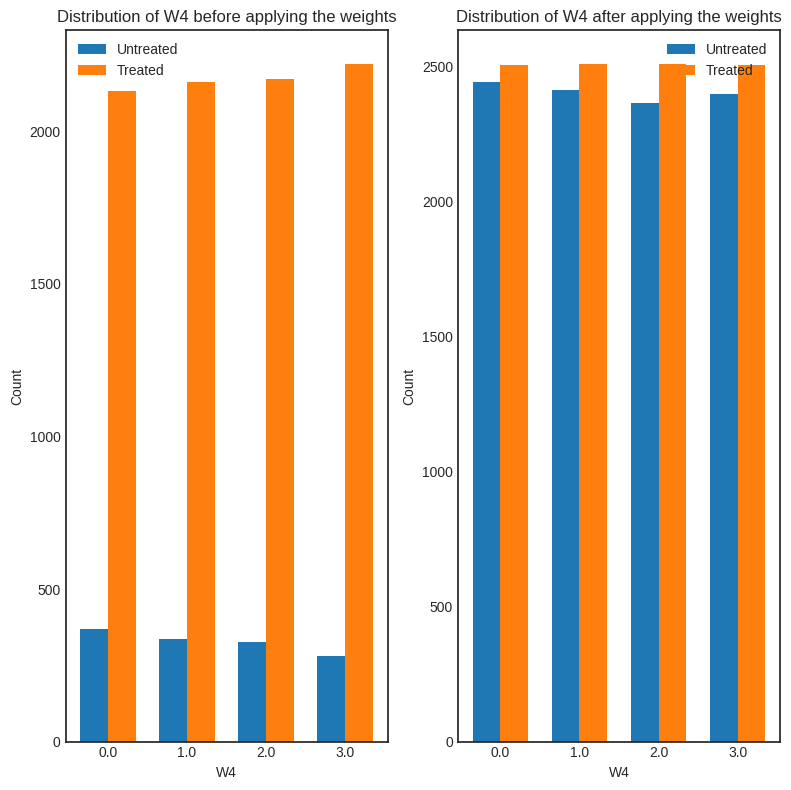 Distribution of W4 before applying the weights
Untreated
Treated
2000
1500
1000
500
0
Count
0.0 1.0 2.0 3.0
W4
Distribution of W4 after applying the weights
Untreated
Treated
2500
2000
1500
1000
500
0
Count
0.0 1.0 2.0 3.0
W4